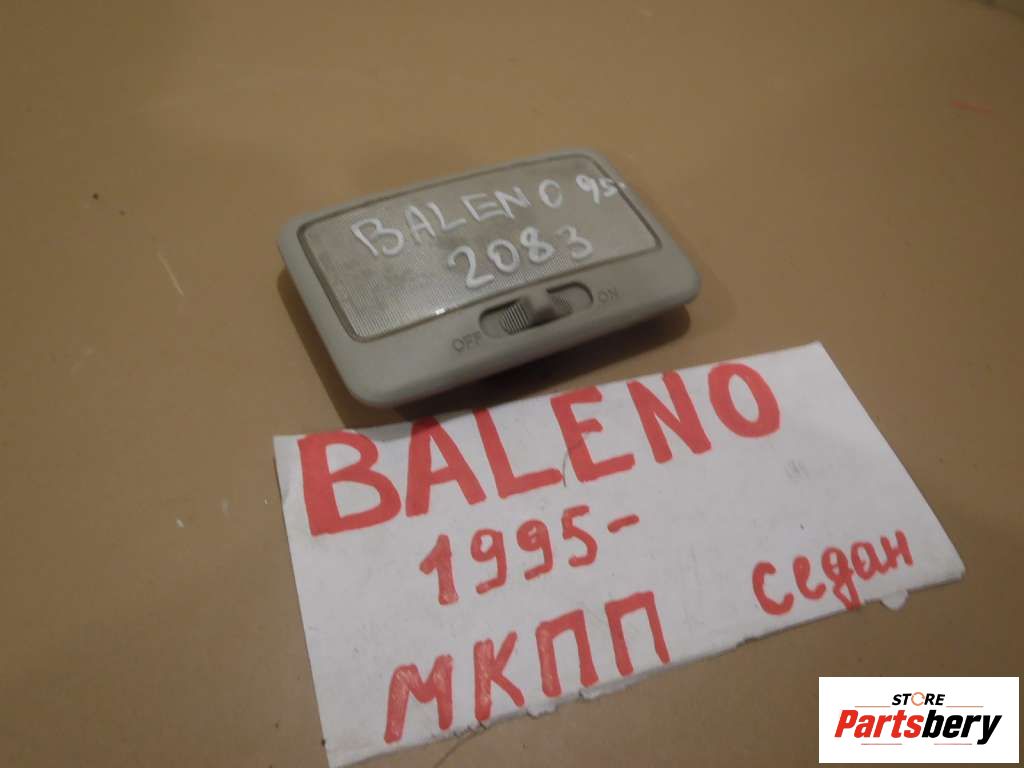 BALENO 95-
2083
OFF ON
BALENO
1995-
МКПП седан
STORE
Partsbery